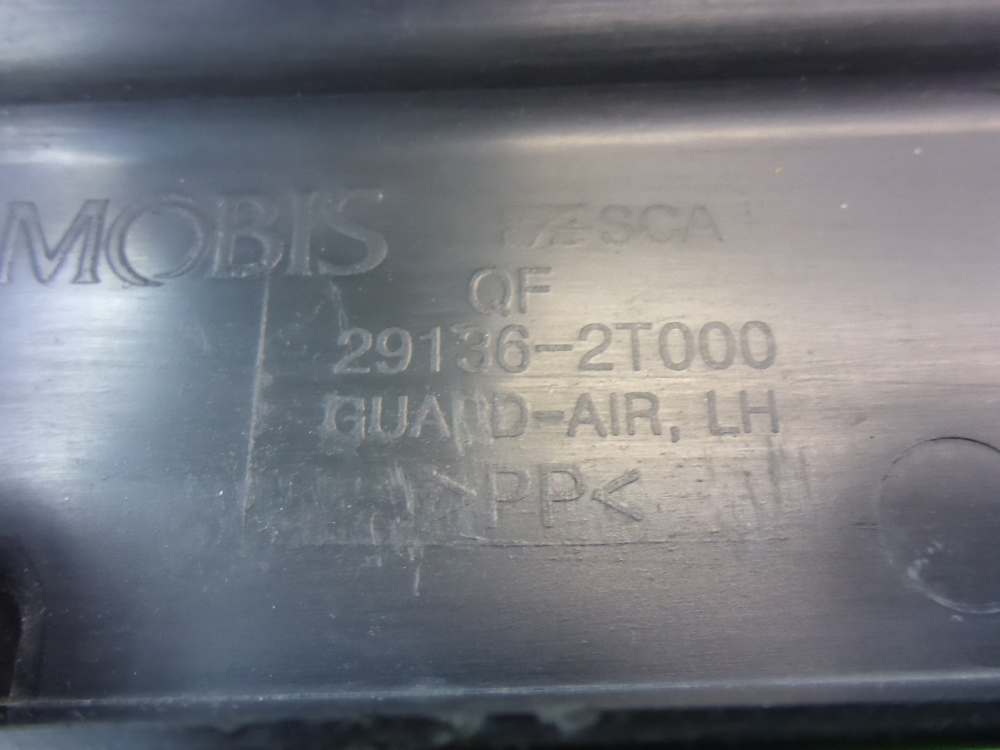 MOBIS SCA
QF
29136-2T000
GUARD-AIR, LH
>PP<